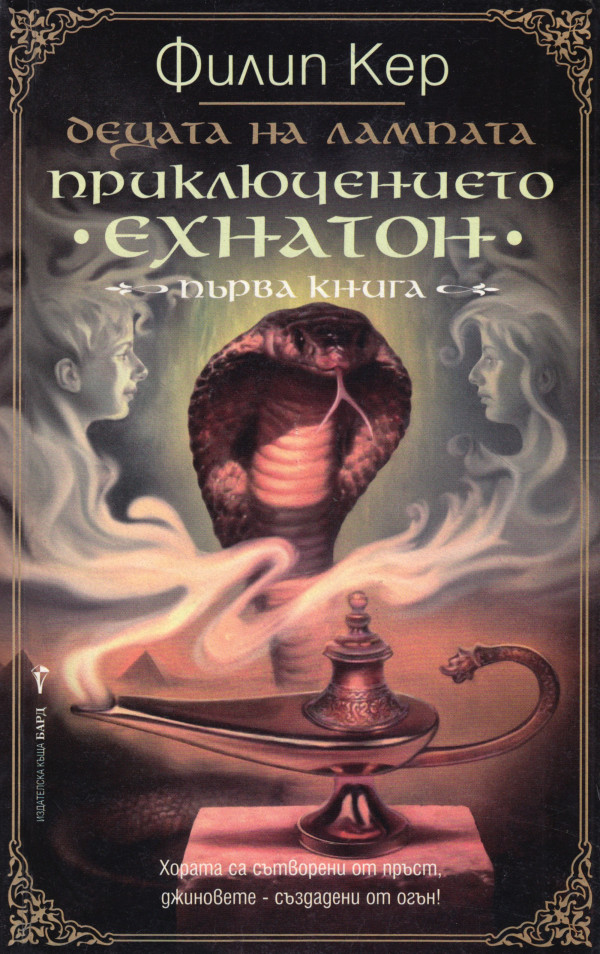 Филип Кер
децата на лампата
приключението
• ЕХНАТОН •
първа книга
ИЗДАТЕЛСКА КЪЩА БАРД
Хората са сътворени от пръст,
джиновете - създадени от огън!